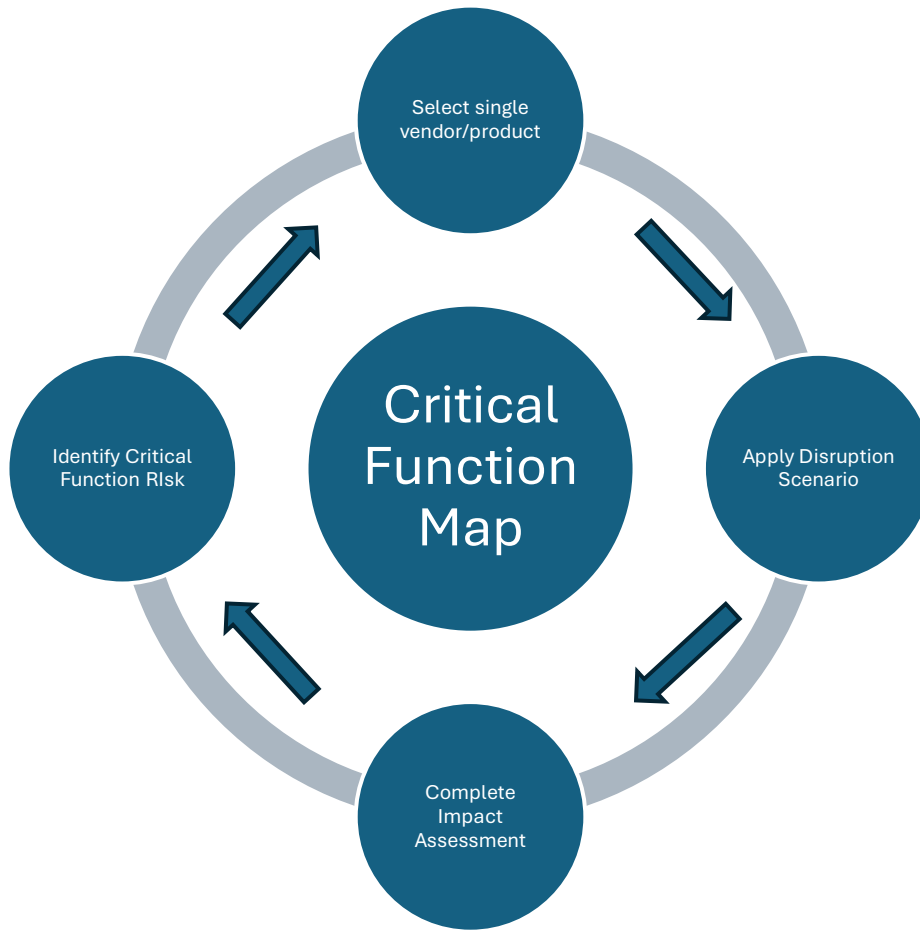 Select single
vendor/product
Critical
Function
Map
Identify Critical
Function RIsk
Apply Disruption
Scenario
Complete
Impact
Assessment